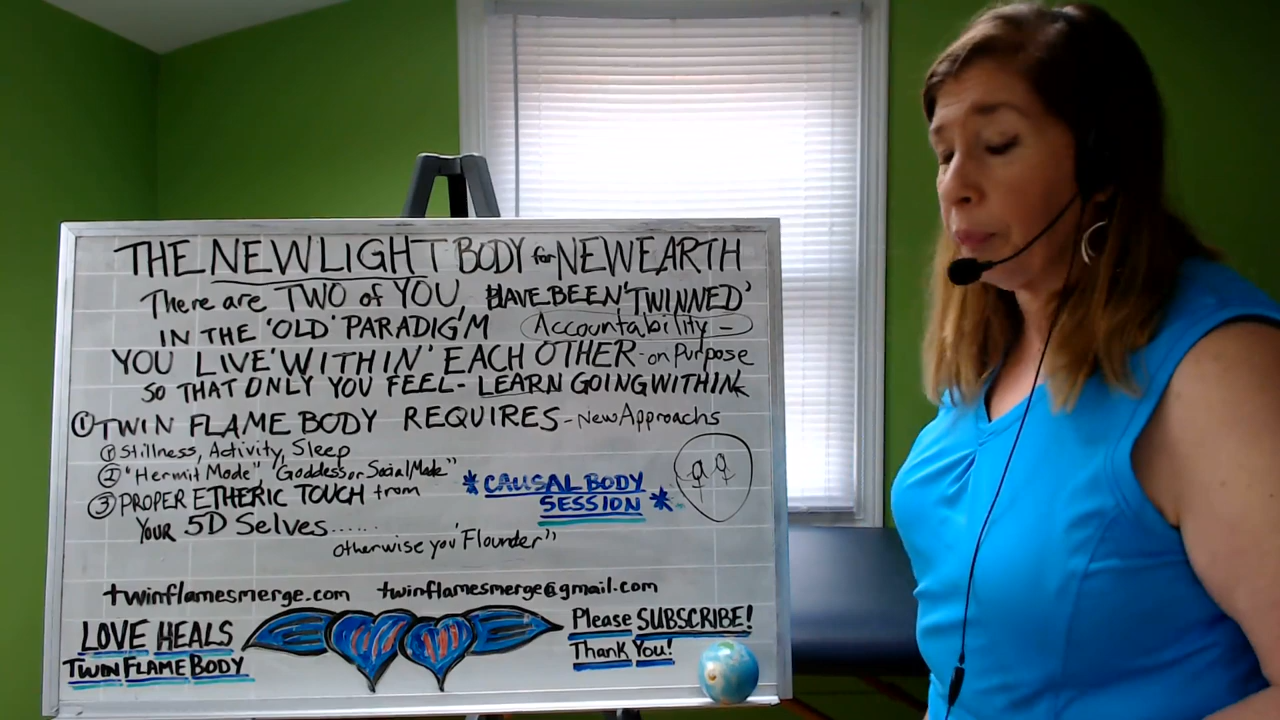 THE NEW LIGHT BODY for NEW EARTH
There are TWO of YOU, HAVE BEEN 'TWINNED'
IN THE 'OLD' PARADIGM Accountability -
YOU LIVE 'WITHIN' EACH OTHER - on Purpose
SO THAT ONLY YOU FEEL - LEARN GOING WITHIN
① TWIN FLAME BODY REQUIRES - New Approachs
① Stillness, Activity, Sleep
② "Hermit Mode", "Goddess or Social Mode"
③ PROPER ETHERIC TOUCH from
YOUR 5D Selves......
* CAUSAL BODY
SESSION *
otherwise you 'Flounder"
twinflamesmerge.com twinflamesmerge@gmail.com
LOVE HEALS
TWIN FLAME BODY
Please SUBSCRIBE!
Thank You!